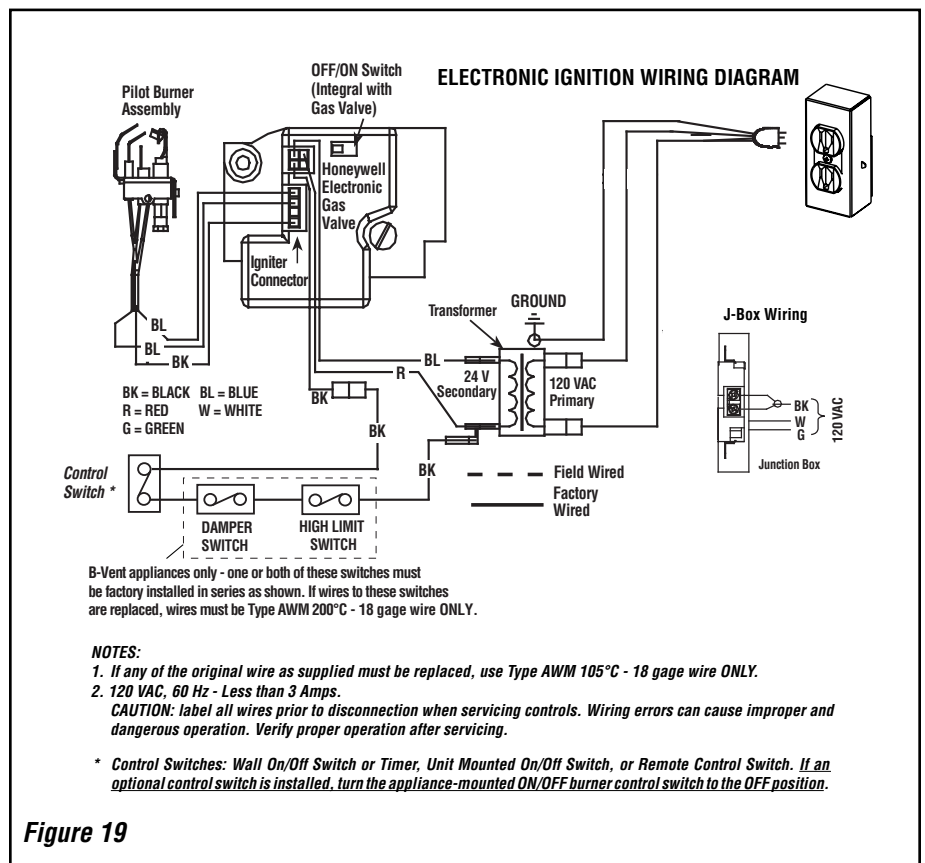 ELECTRONIC IGNITION WIRING DIAGRAM
OFF/ON Switch
(Integral with
Gas Valve)
Pilot Burner
Assembly
Honeywell
Electronic
Gas
Valve
Igniter
Connector
BL
BL
BK
BK = BLACK BL = BLUE
R = RED W = WHITE
G = GREEN
Transformer
GROUND
BL
R
24 V
Secondary
120 VAC
Primary
BK
BK
BK
J-Box Wiring
BK
W
G
120 VAC
Junction Box
Control
Switch *
DAMPER
SWITCH
HIGH LIMIT
SWITCH
Field Wired
Factory
Wired
B-Vent appliances only - one or both of these switches must
be factory installed in series as shown. If wires to these switches
are replaced, wires must be Type AWM 200°C - 18 gage wire ONLY.
NOTES:
1. If any of the original wire as supplied must be replaced, use Type AWM 105°C - 18 gage wire ONLY.
2. 120 VAC, 60 Hz - Less than 3 Amps.
CAUTION: label all wires prior to disconnection when servicing controls. Wiring errors can cause improper and
dangerous operation. Verify proper operation after servicing.
* Control Switches: Wall On/Off Switch or Timer, Unit Mounted On/Off Switch, or Remote Control Switch. If an
optional control switch is installed, turn the appliance-mounted ON/OFF burner control switch to the OFF position.
Figure 19